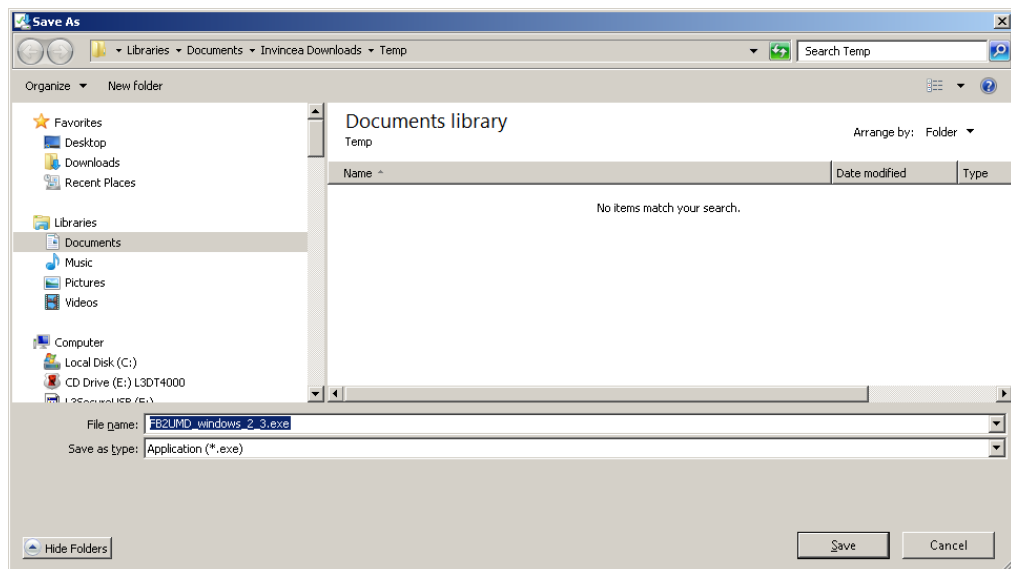 Save As
Libraries Documents Invincea Downloads Temp
Search Temp
Organize New folder
Favorites
Desktop
Downloads
Recent Places
Libraries
Documents
Music
Pictures
Videos
Computer
Local Disk (C:)
CD Drive (E:) L3DT4000
Documents library
Temp
Arrange by: Folder
Name Date modified Type
No items match your search.
File name: FB2UMD_windows_2_3.exe
Save as type: Application (*.exe)
Hide Folders
Save Cancel